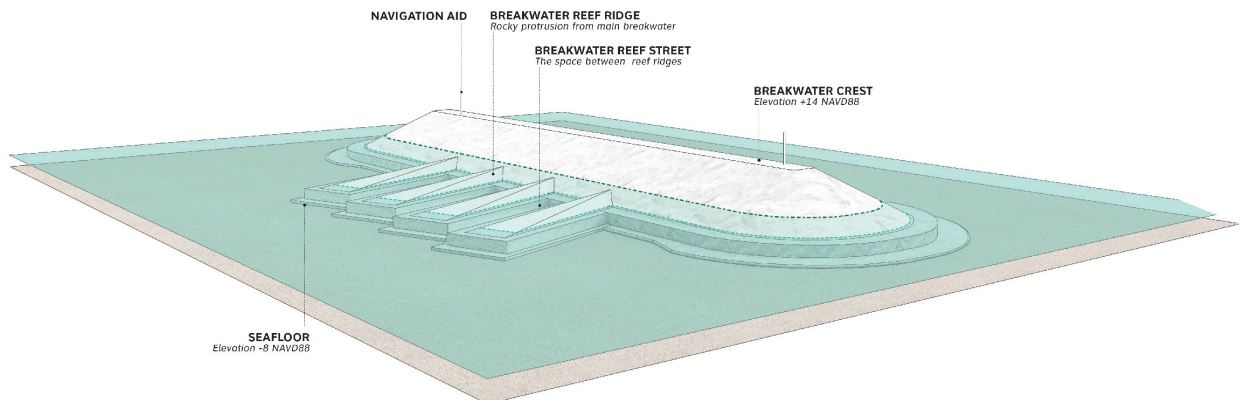 NAVIGATION AID
BREAKWATER REEF RIDGE
Rocky protrusion from main breakwater
BREAKWATER REEF STREET
The space between reef ridges
BREAKWATER CREST
Elevation +14 NAVD88
SEAFLOOR
Elevation -8 NAVD88